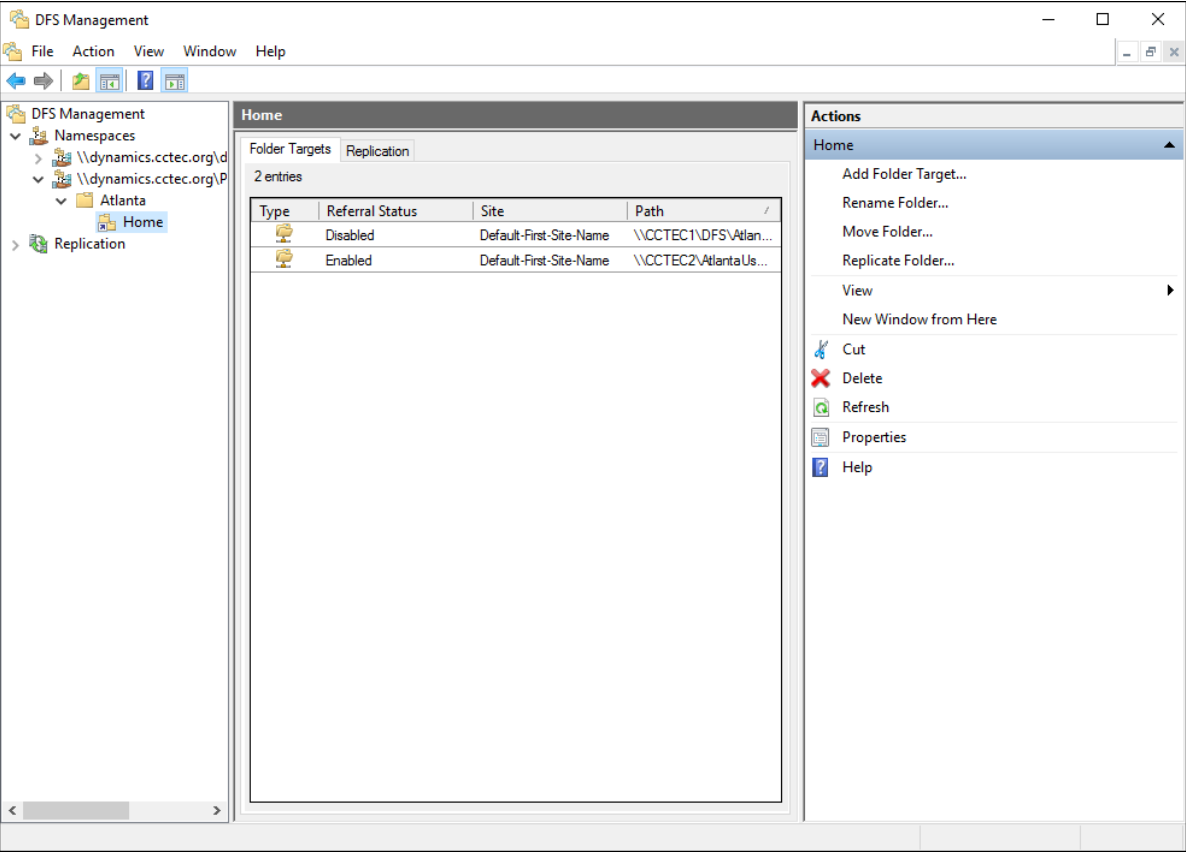 DFS Management
File Action View Window Help
DFS Management
Namespaces
\\dynamics.cctec.org\d
\\dynamics.cctec.org\P
Atlanta
Home
Replication
Home
Folder Targets Replication
2 entries
Type Referral Status Site Path
Disabled Default-First-Site-Name \\CCTEC1\DFS\Atlan...
Enabled Default-First-Site-Name \\CCTEC2\AtlantaUs...
Actions
Home
Add Folder Target...
Rename Folder...
Move Folder...
Replicate Folder...
View
New Window from Here
Cut
Delete
Refresh
Properties
Help